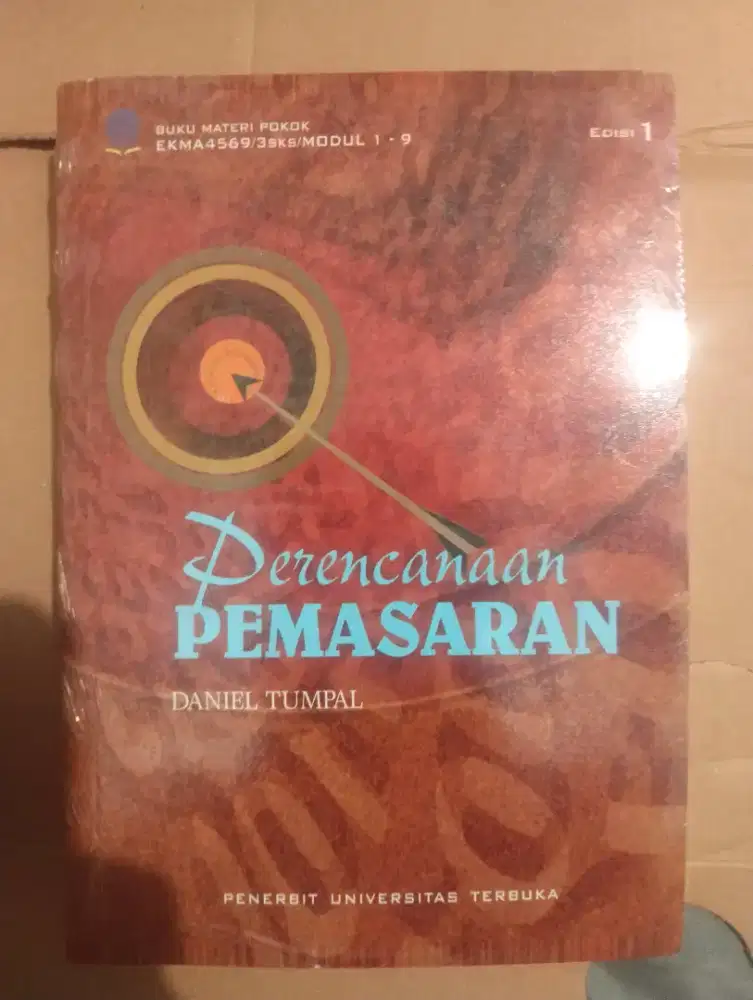 BUKU MATERI POKOK
EKMA4569/3SKS/MODUL 1 - 9
EDISI 1
Perencanaan
PEMASARAN
DANIEL TUMPAL
PENERBIT UNIVERSITAS TERBUKA